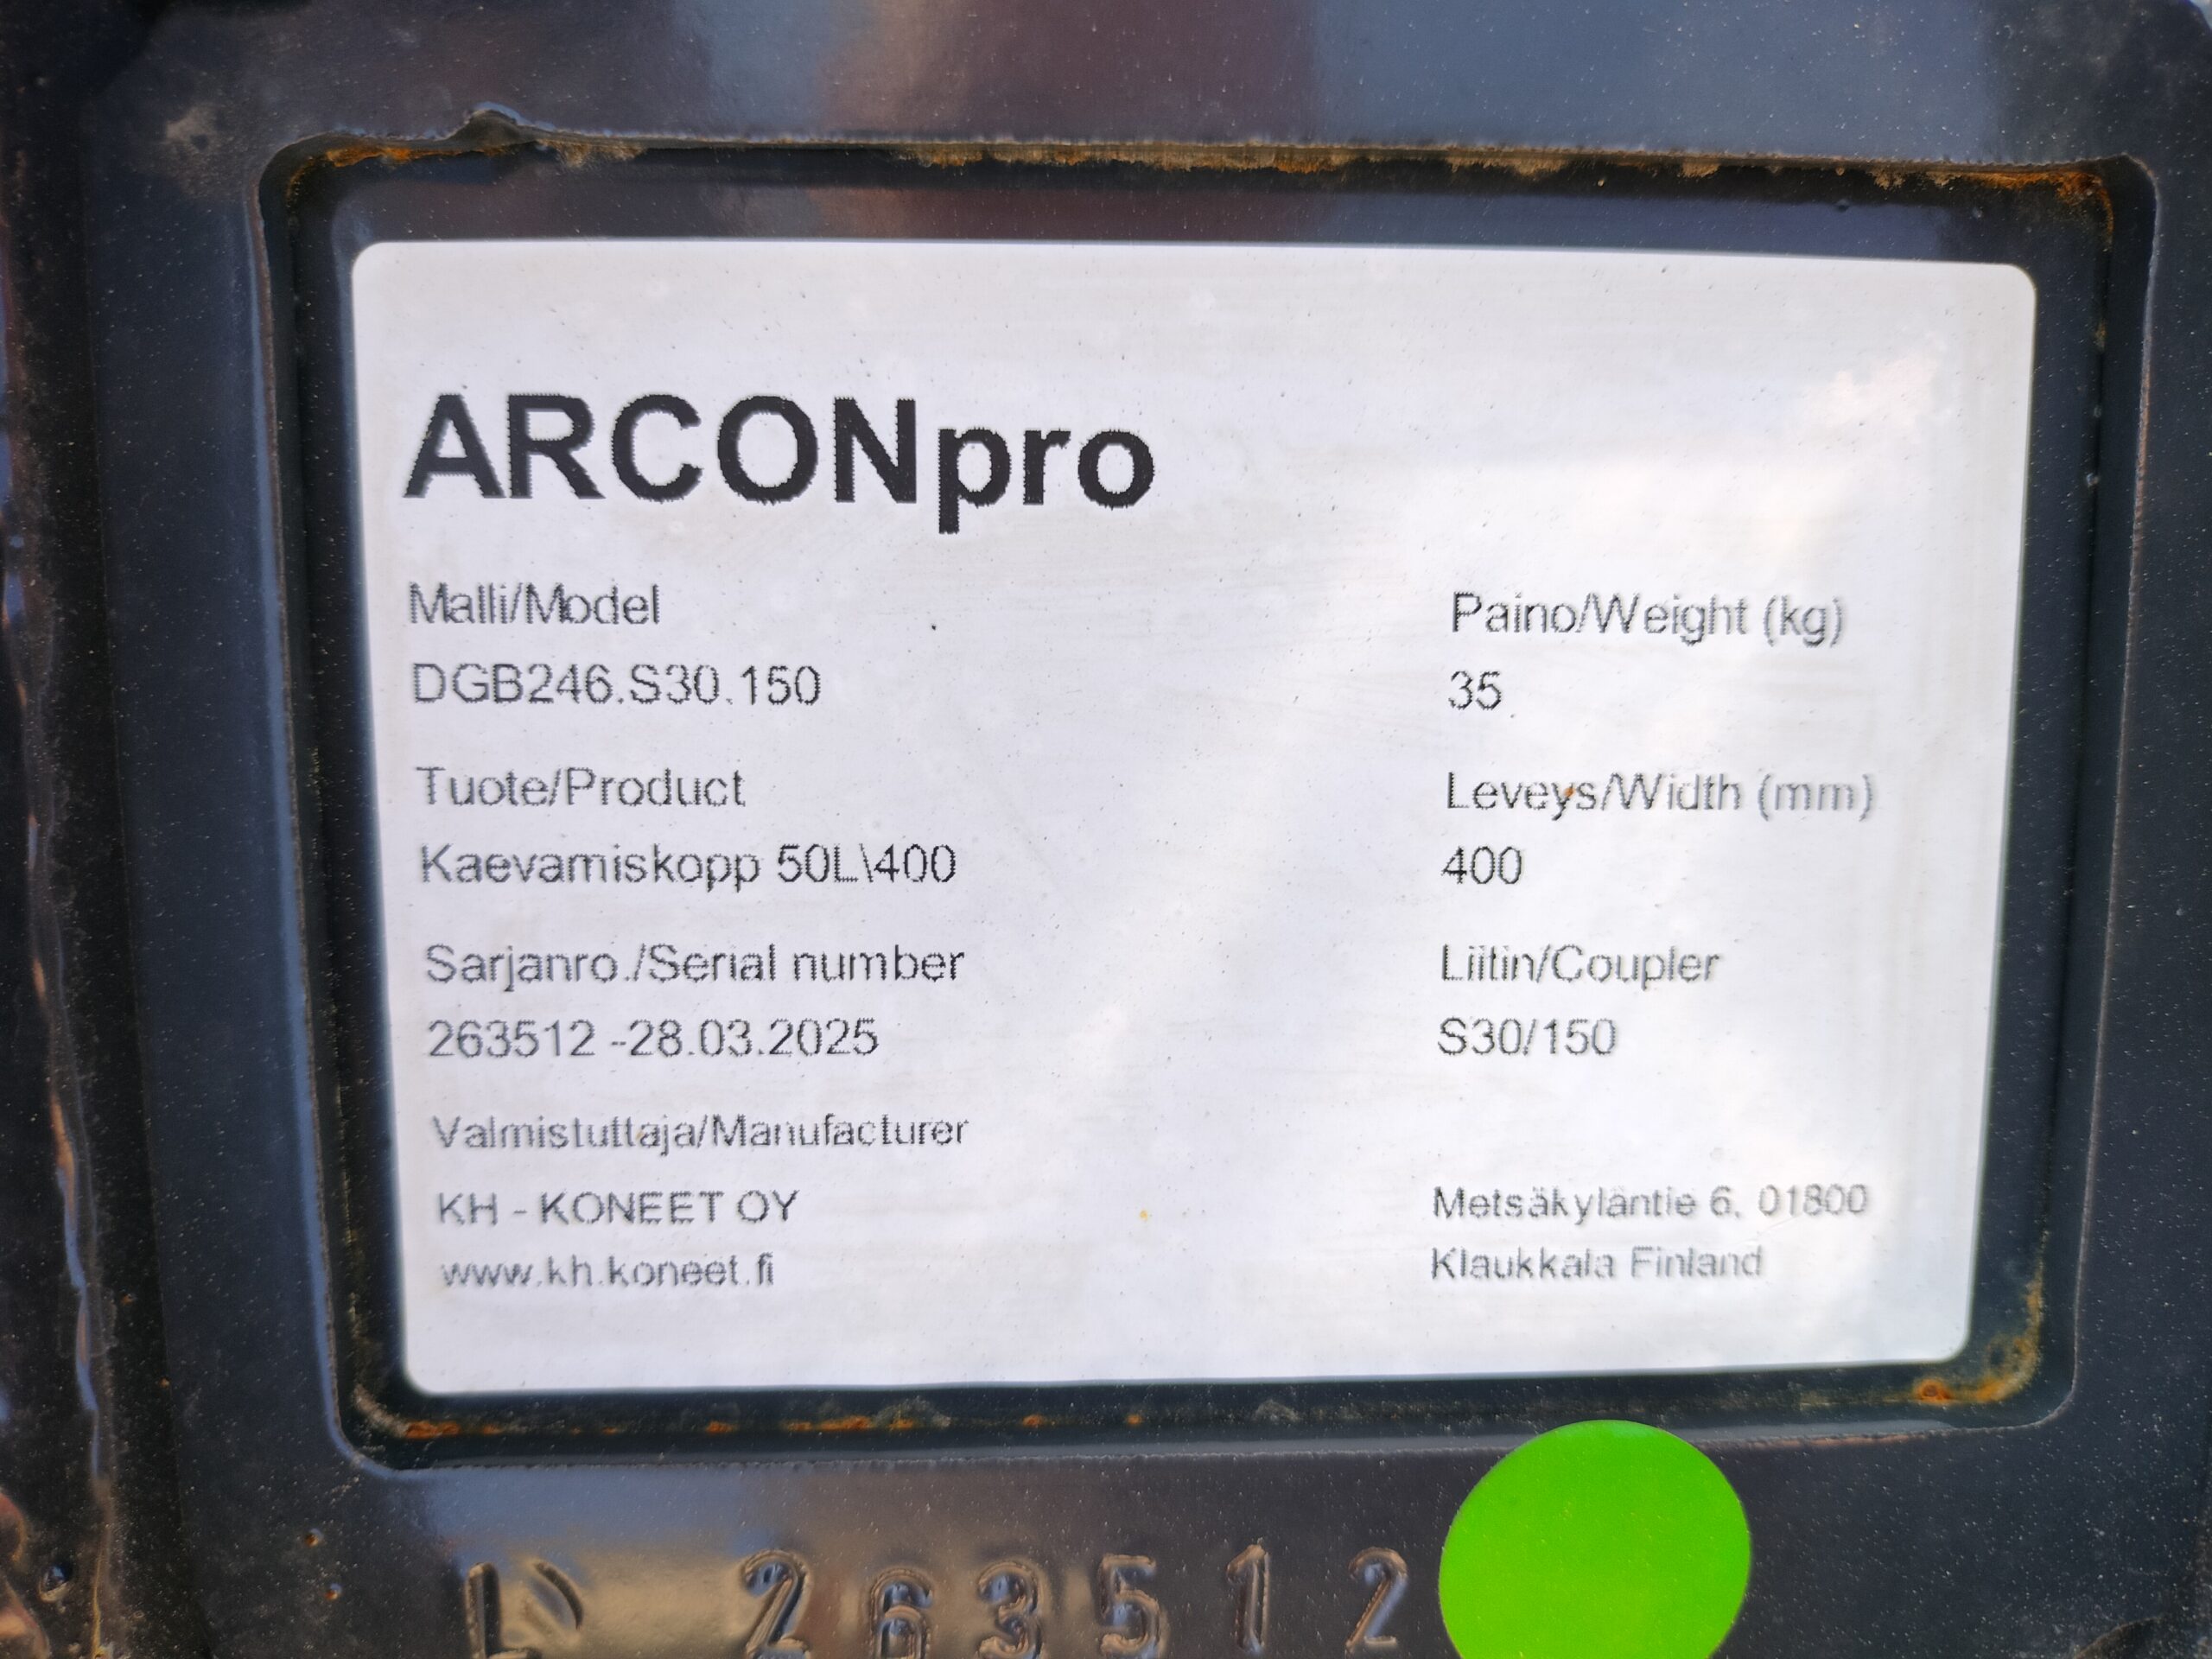 ARCONpro
Malli/Model
DGB246.S30.150
Tuote/Product
Kaevamiskopp 50L\400
Sarjanro./Serial number
263512 -28.03.2025
Valmistuttaja/Manufacturer
KH - KONEET OY
www.kh.koneet.fi
Paino/Weight (kg)
35
Leveys/Width (mm)
400
Liitin/Coupler
S30/150
Metsäkyläntie 6, 01800
Klaukkala Finland
263512